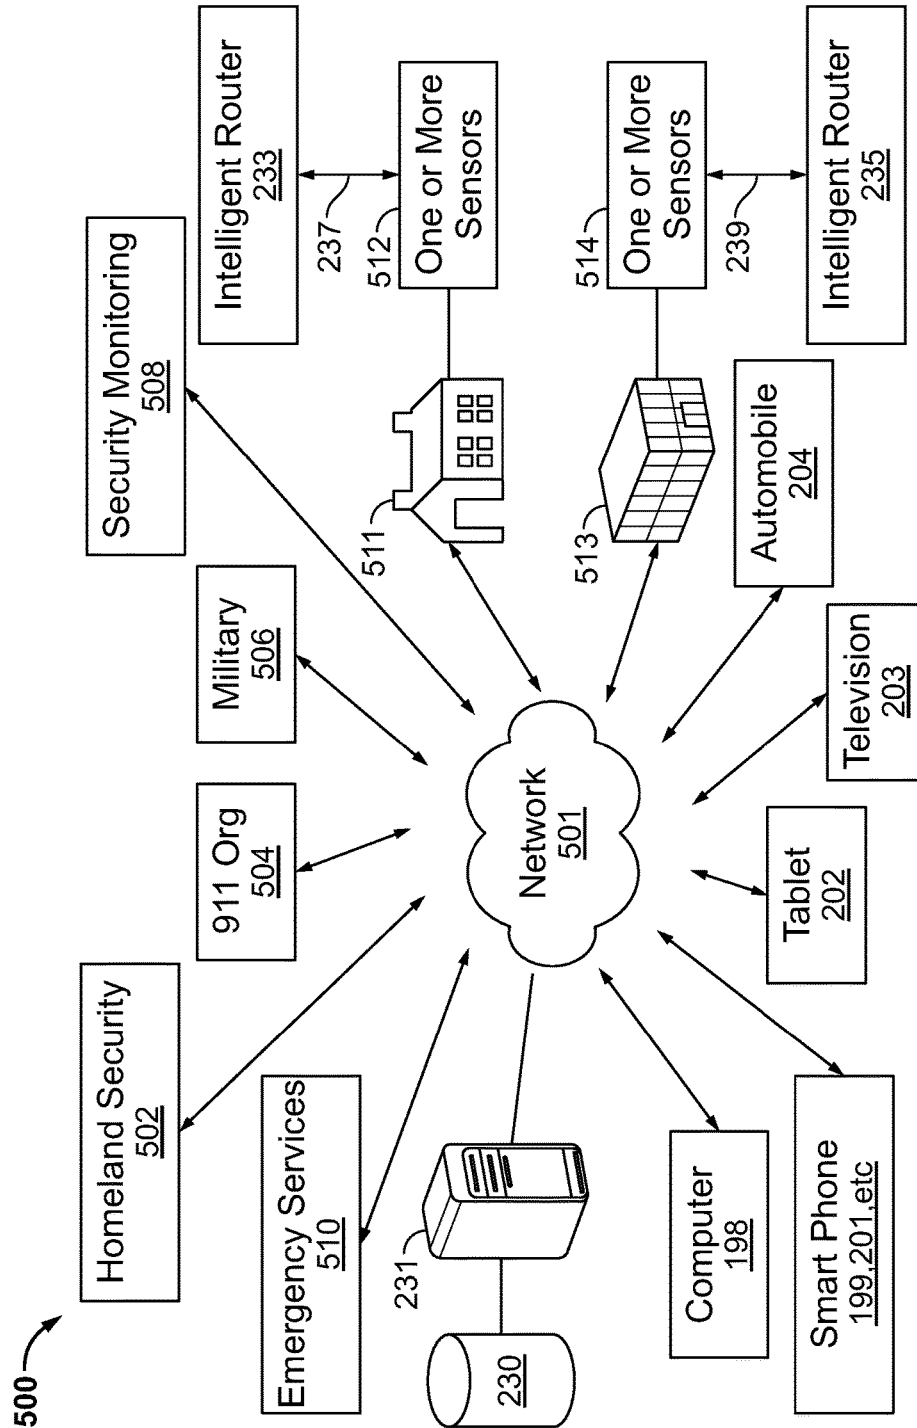 500
Homeland Security
502
911 Org
504
Military
506
Security Monitoring
508
Emergency Services
510
Intelligent Router
233
237
512
One or More
Sensors
511
231
230
Network
501
513
514
One or More
Sensors
239
Intelligent Router
235
Computer
198
Smart Phone
199,201,etc
Tablet
202
Television
203
Automobile
204